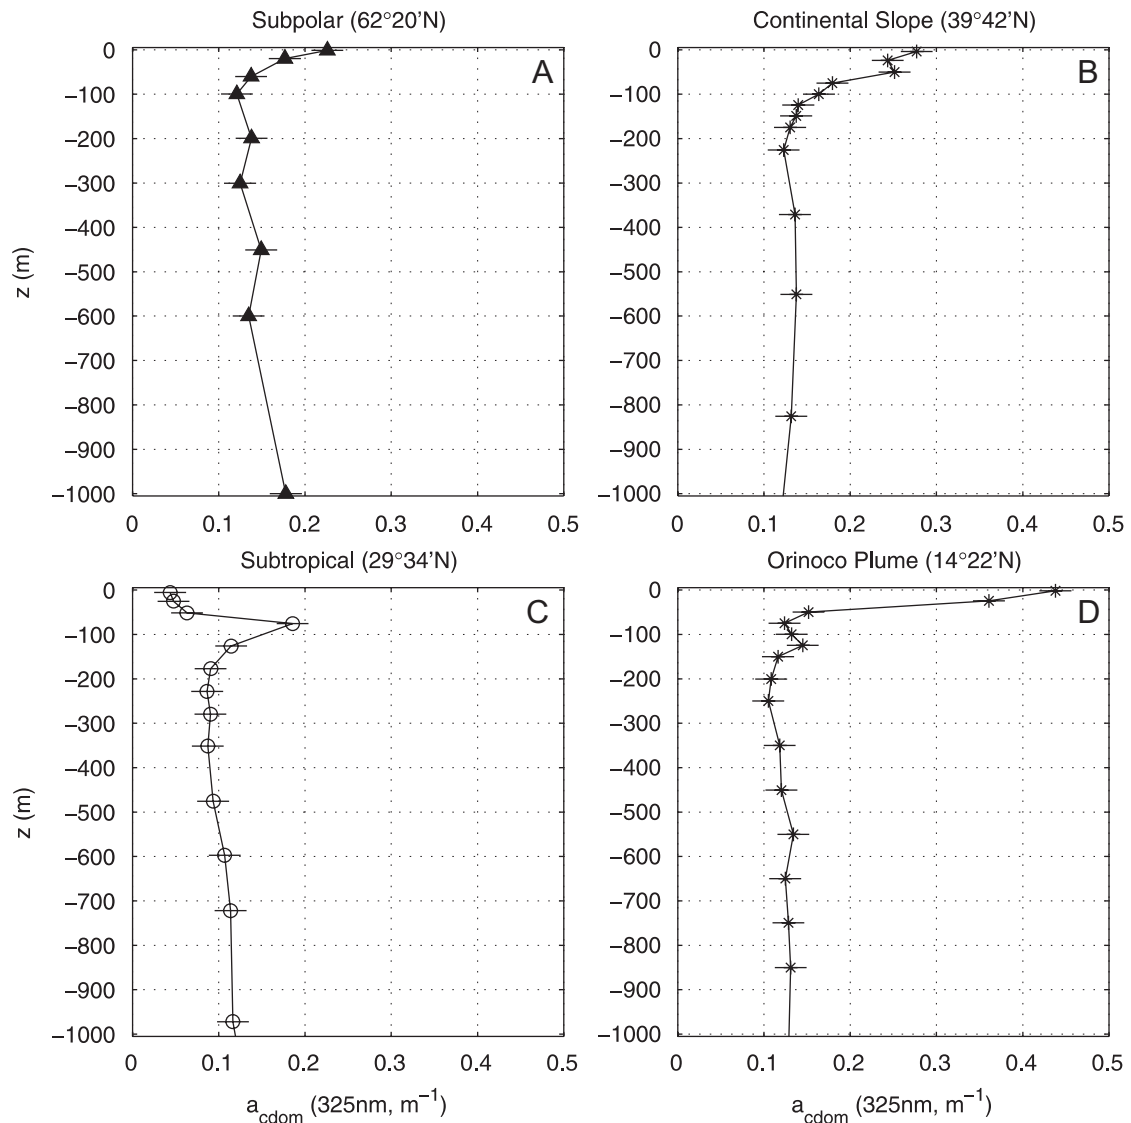 Subpolar (62°20'N)
A
0
−100
−200
−300
−400
−500
−600
−700
−800
−900
−1000
z (m)
0 0.1 0.2 0.3 0.4 0.5
Continental Slope (39°42'N)
B
0
−100
−200
−300
−400
−500
−600
−700
−800
−900
−1000
0 0.1 0.2 0.3 0.4 0.5
Subtropical (29°34'N)
C
0
−100
−200
−300
−400
−500
−600
−700
−800
−900
−1000
z (m)
0 0.1 0.2 0.3 0.4 0.5
a_cdom (325nm, m⁻¹)
Orinoco Plume (14°22'N)
D
0
−100
−200
−300
−400
−500
−600
−700
−800
−900
−1000
0 0.1 0.2 0.3 0.4 0.5
a_cdom (325nm, m⁻¹)